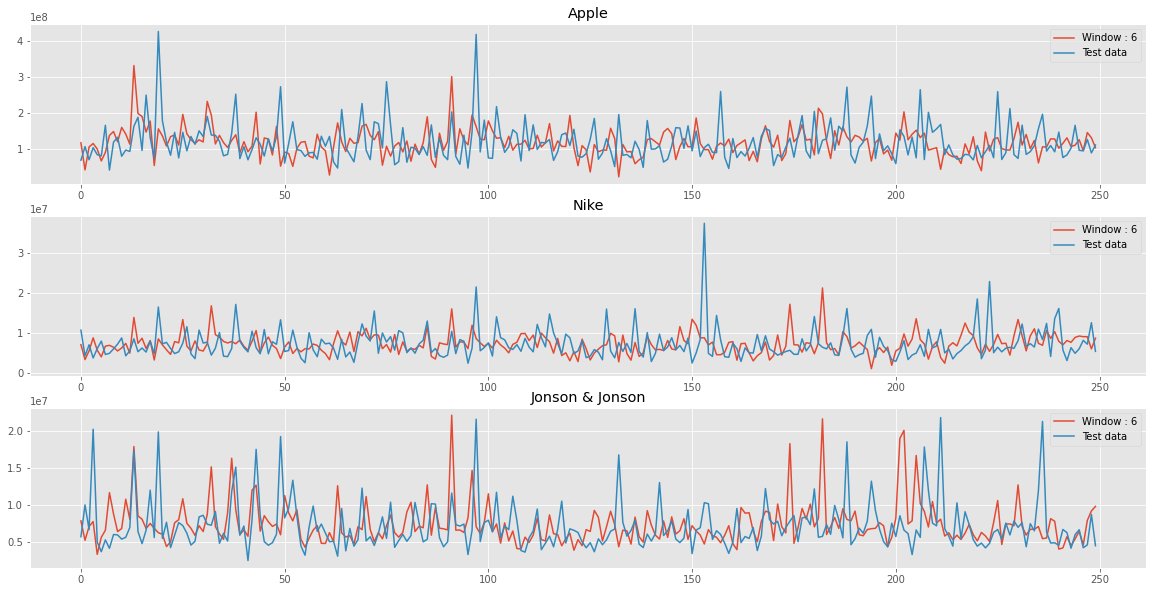 Apple
1e8
4
3
2
1
Window : 6
Test data
0 50 100 150 200 250
Nike
1e7
3
2
1
0
Window : 6
Test data
0 50 100 150 200 250
Jonson & Jonson
1e7
2.0
1.5
1.0
0.5
Window : 6
Test data
0 50 100 150 200 250